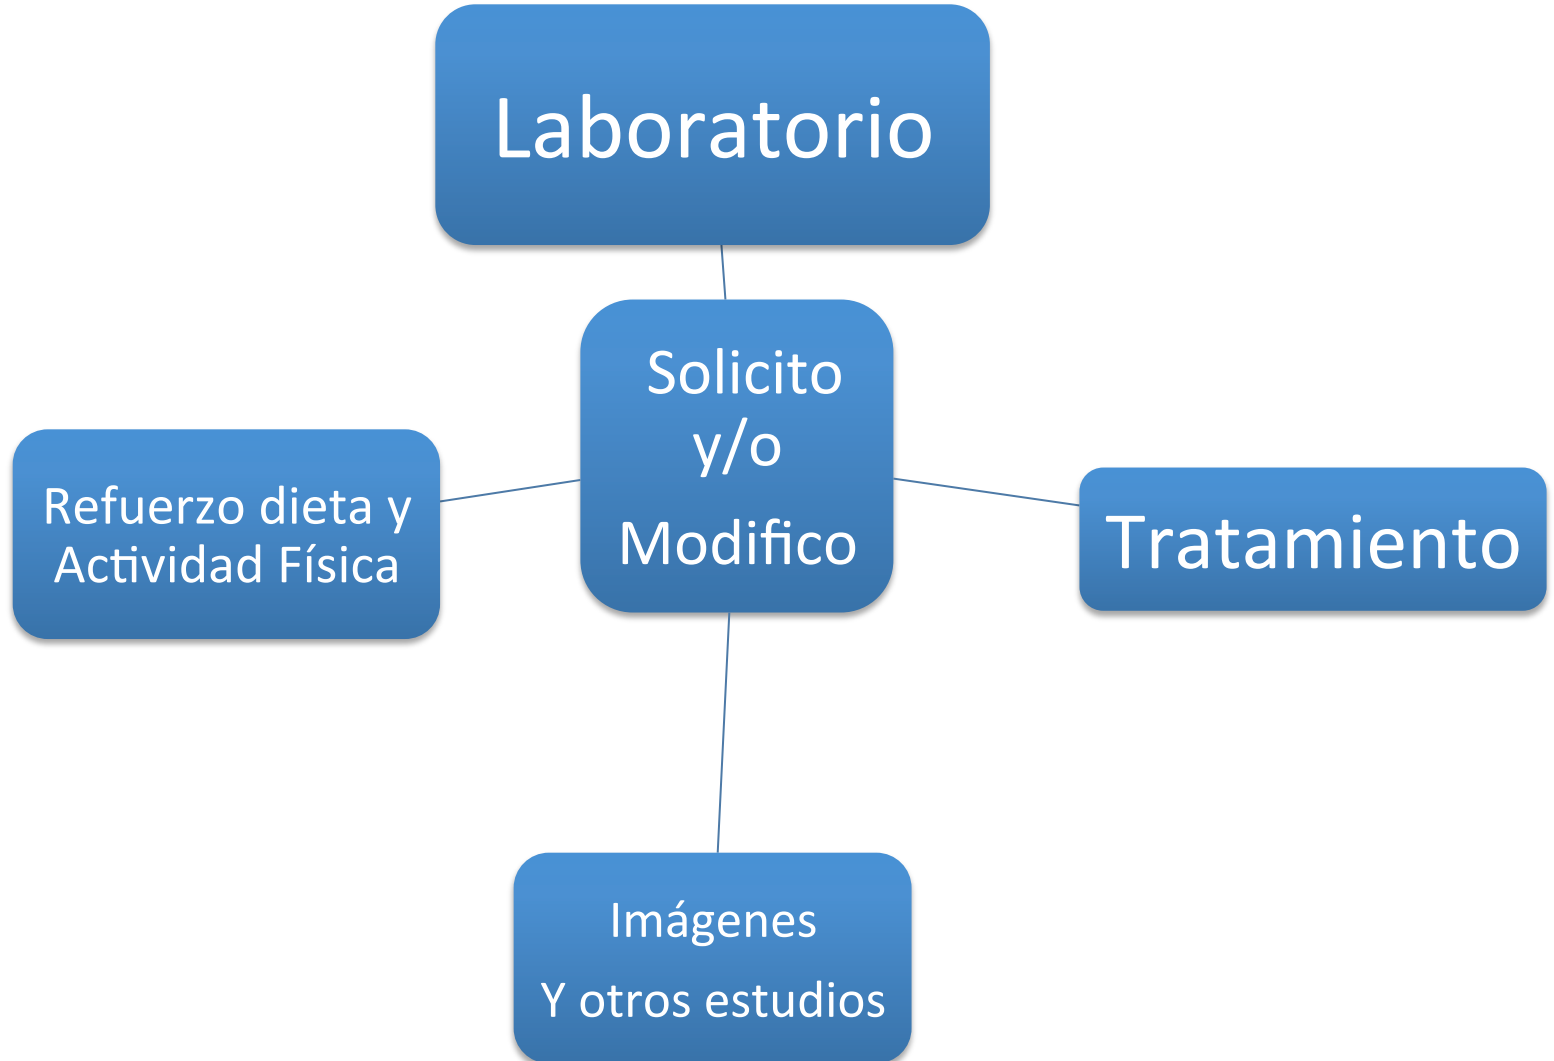 Laboratorio
Solicito
y/o
Modifico
Refuerzo dieta y
Actividad Física
Tratamiento
Imágenes
Y otros estudios